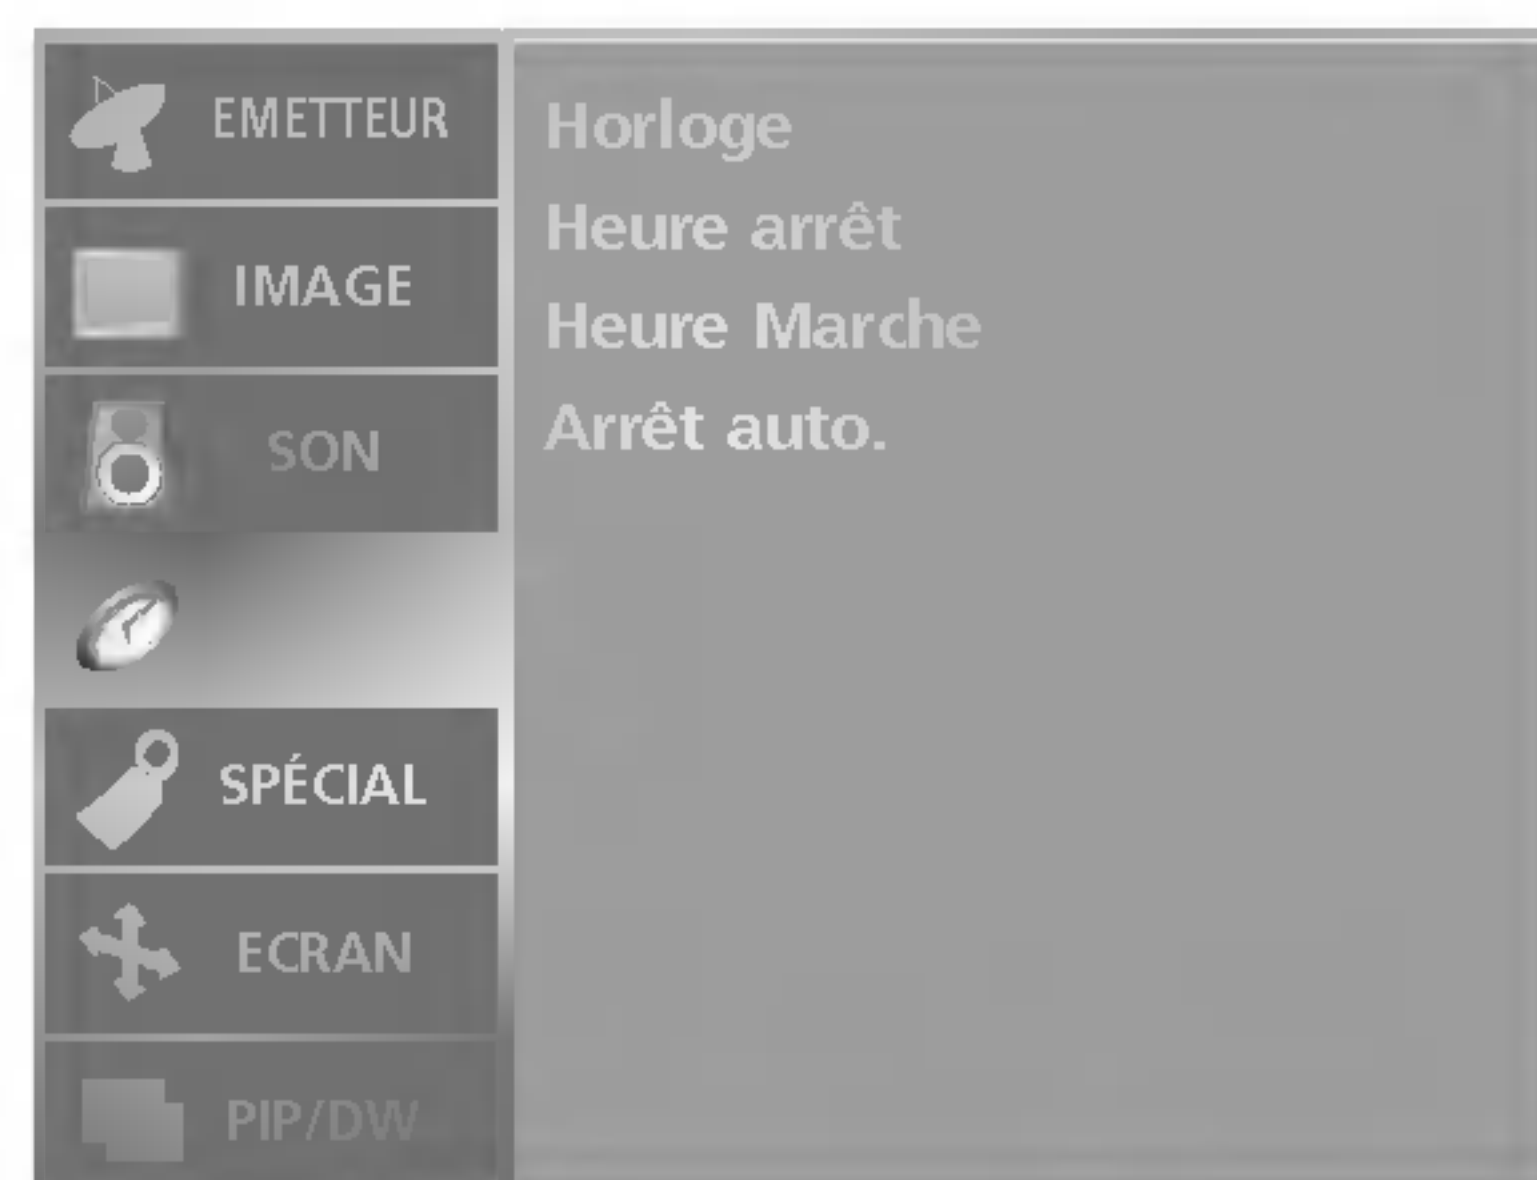 EMETTEUR
IMAGE
SON
SPÉCIAL
ECRAN
PIP/DW
Horloge
Heure arrêt
Heure Marche
Arrêt auto.